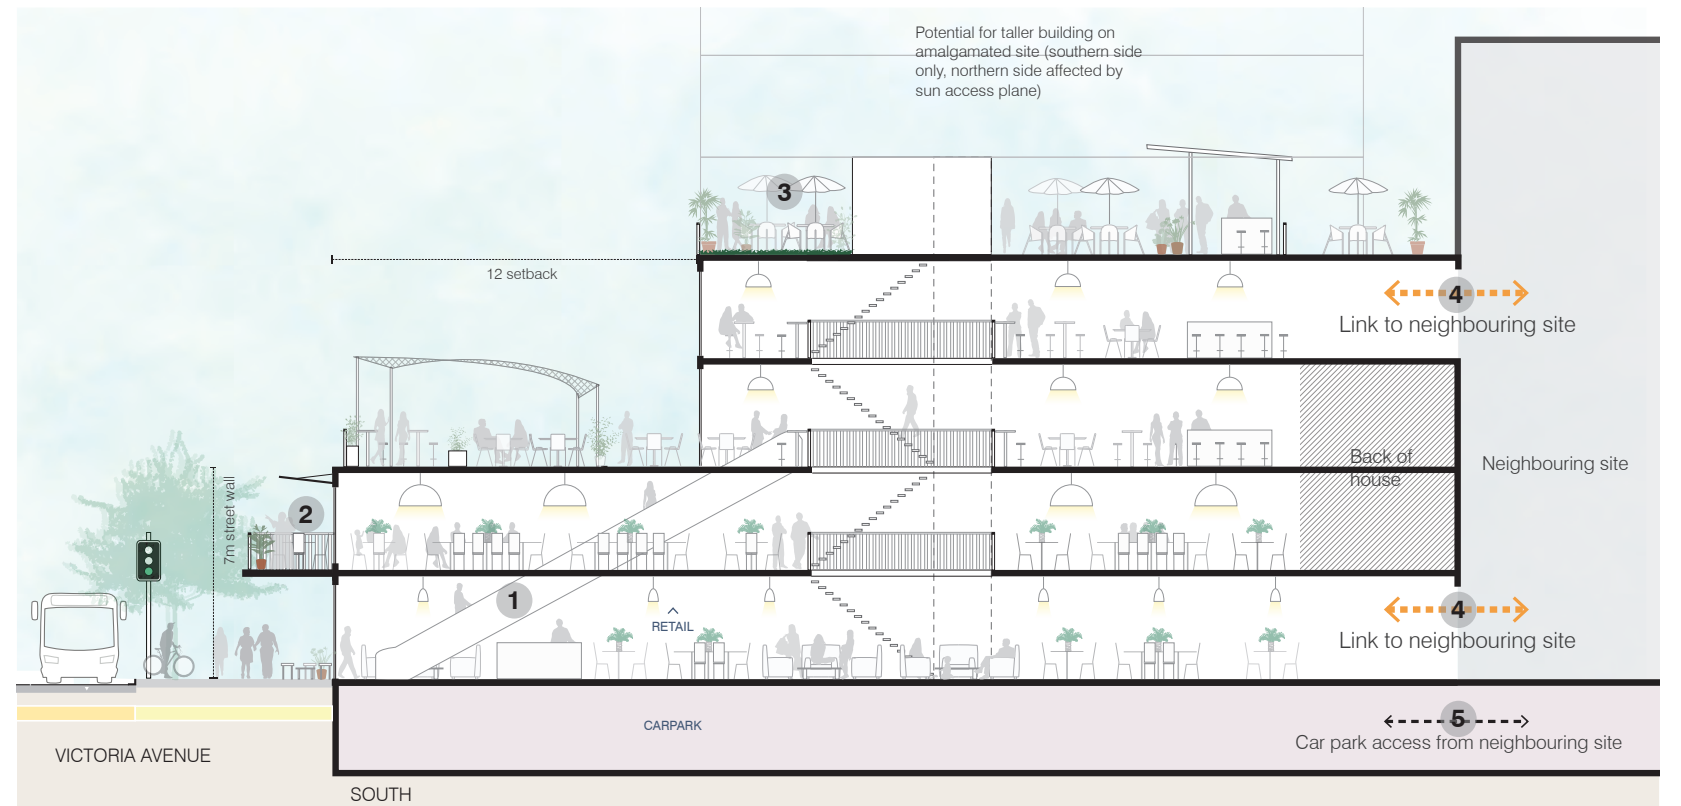 Potential for taller building on
amalgamated site (southern side
only, northern side affected by
sun access plane)
3
12 setback
4
Link to neighbouring site
Back of
house
Neighbouring site
2
7m street wall
1
RETAIL
4
Link to neighbouring site
CARPARK
5
Car park access from neighbouring site
VICTORIA AVENUE
SOUTH